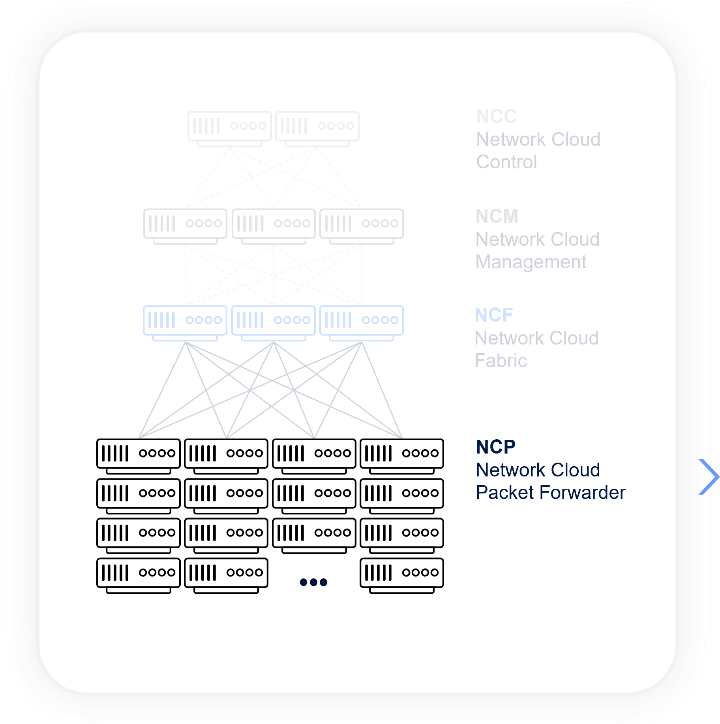 NCC
Network Cloud
Control
NCM
Network Cloud
Management
NCF
Network Cloud
Fabric
NCP
Network Cloud
Packet Forwarder